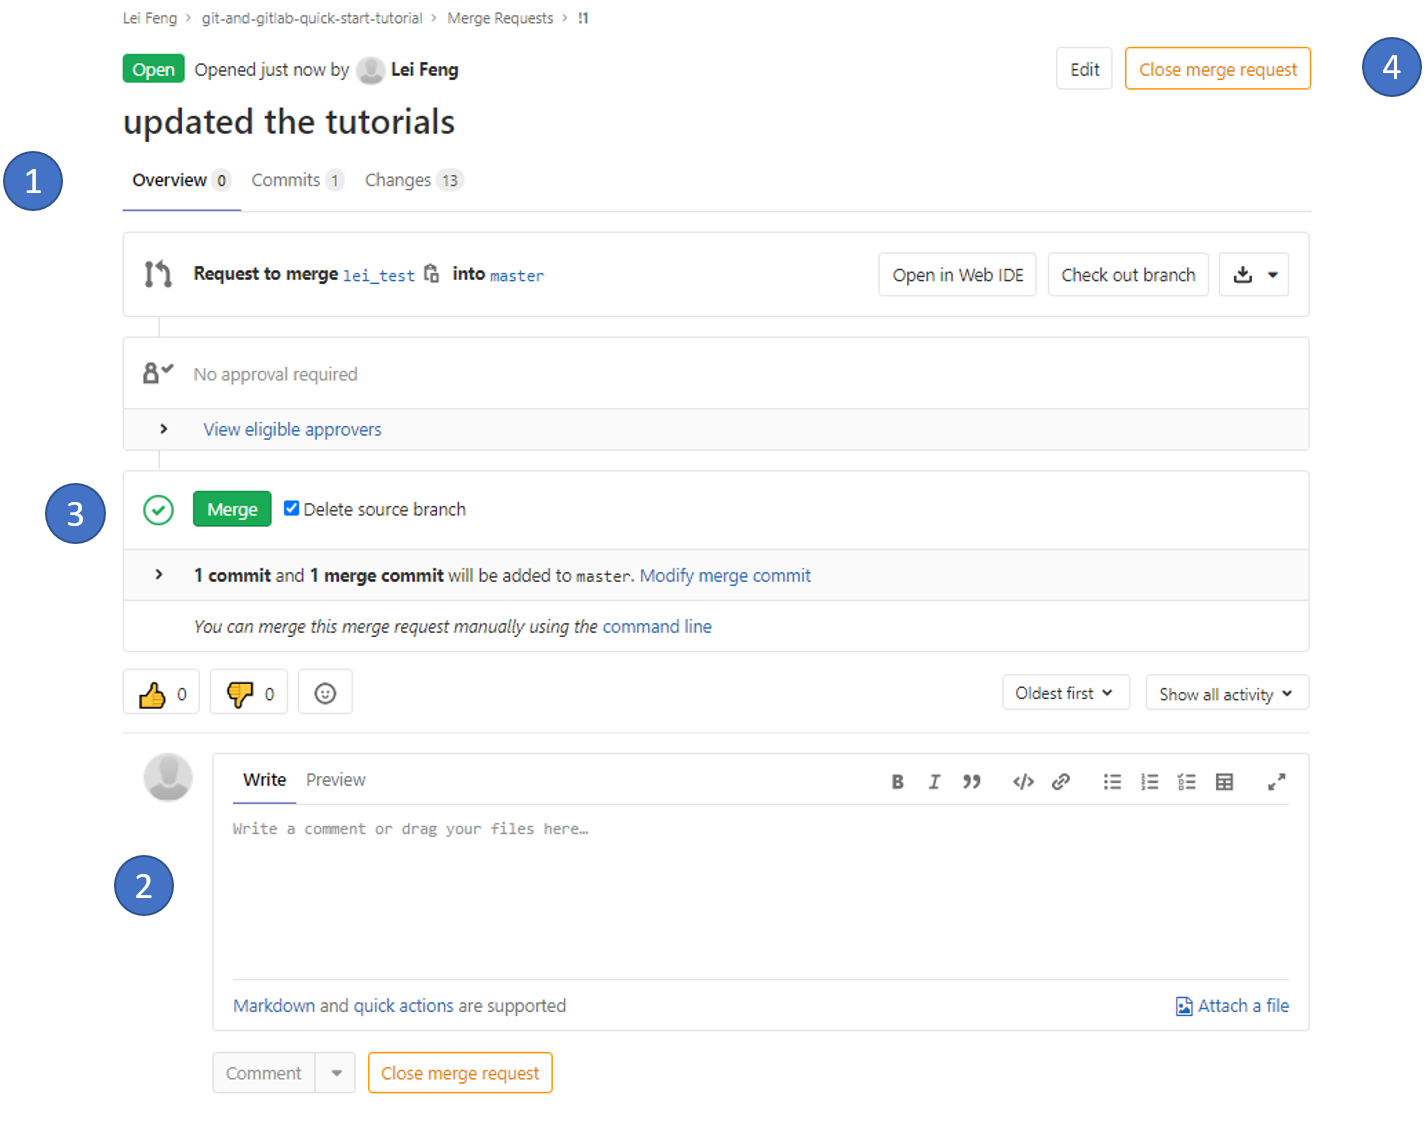 Lei Feng > git-and-gitlab-quick-start-tutorial > Merge Requests > !1
Open Opened just now by Lei Feng Edit Close merge request 4
updated the tutorials
1 Overview 0 Commits 1 Changes 13
Request to merge lei_test into master Open in Web IDE Check out branch
No approval required
View eligible approvers
3 Merge Delete source branch
1 commit and 1 merge commit will be added to master. Modify merge commit
You can merge this merge request manually using the command line
0 0 Oldest first Show all activity
Write Preview
Write a comment or drag your files here…
2
Markdown and quick actions are supported Attach a file
Comment Close merge request